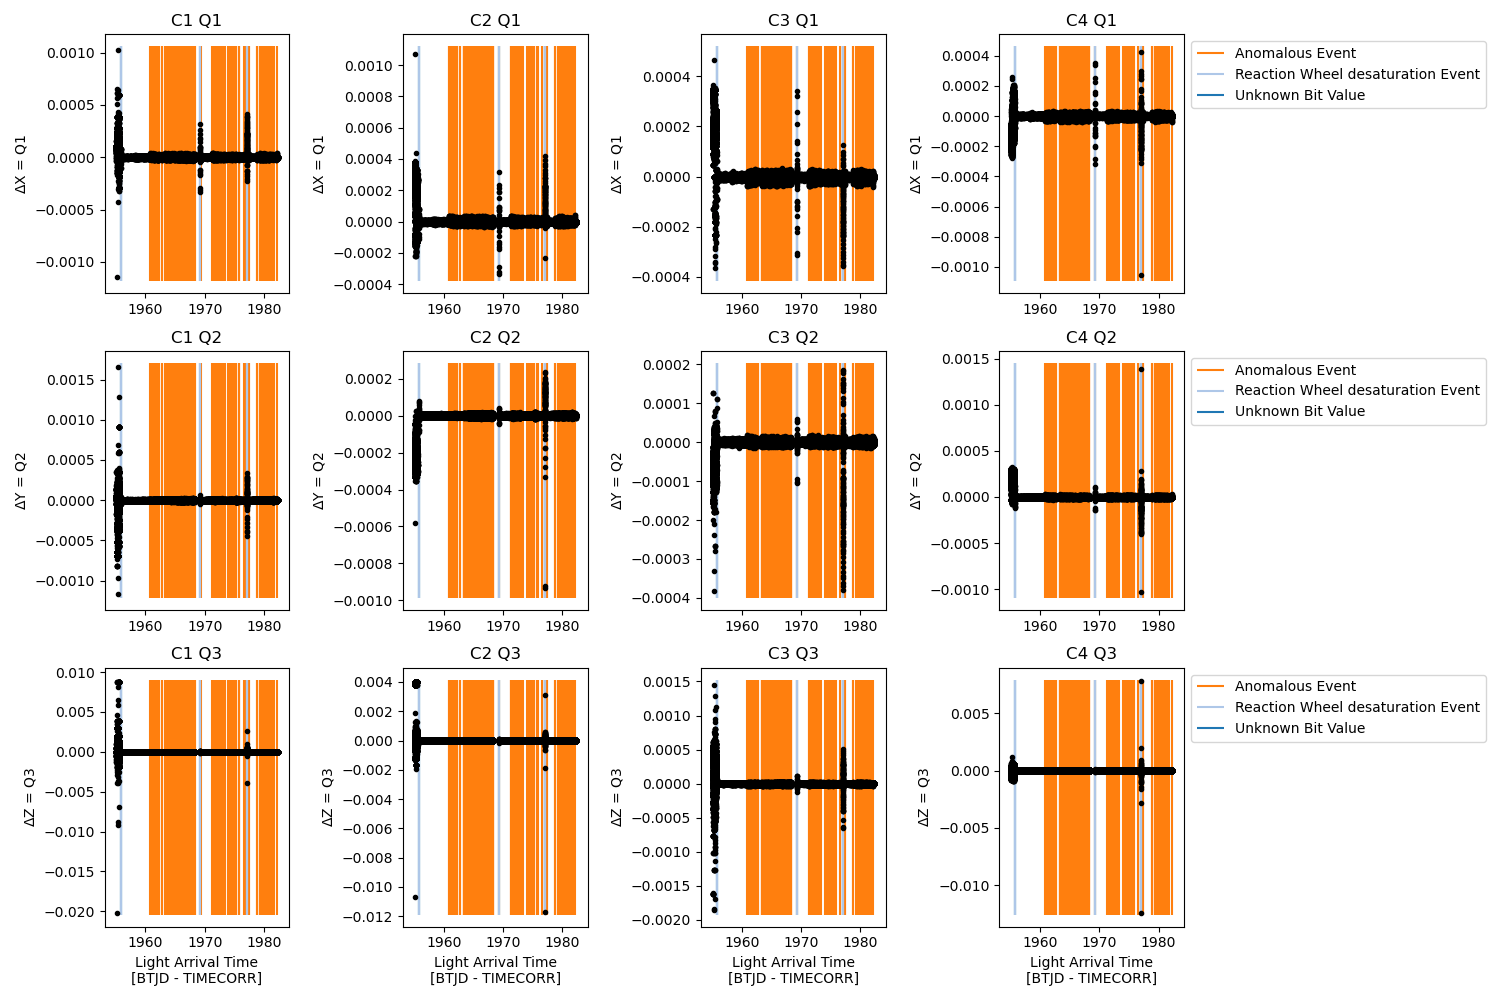 C1 Q1
C2 Q1
C3 Q1
C4 Q1
ΔX = Q1
0.0010
0.0005
0.0000
−0.0005
−0.0010
1960 1970 1980
ΔX = Q1
0.0010
0.0008
0.0006
0.0004
0.0002
0.0000
−0.0002
−0.0004
1960 1970 1980
ΔX = Q1
0.0004
0.0002
0.0000
−0.0002
−0.0004
1960 1970 1980
ΔX = Q1
0.0004
0.0002
0.0000
−0.0002
−0.0004
−0.0006
−0.0008
−0.0010
1960 1970 1980
Anomalous Event
Reaction Wheel desaturation Event
Unknown Bit Value
C1 Q2
C2 Q2
C3 Q2
C4 Q2
ΔY = Q2
0.0015
0.0010
0.0005
0.0000
−0.0005
−0.0010
1960 1970 1980
ΔY = Q2
0.0002
0.0000
−0.0002
−0.0004
−0.0006
−0.0008
−0.0010
1960 1970 1980
ΔY = Q2
0.0002
0.0001
0.0000
−0.0001
−0.0002
−0.0003
−0.0004
1960 1970 1980
ΔY = Q2
0.0015
0.0010
0.0005
0.0000
−0.0005
−0.0010
1960 1970 1980
Anomalous Event
Reaction Wheel desaturation Event
Unknown Bit Value
C1 Q3
C2 Q3
C3 Q3
C4 Q3
ΔZ = Q3
0.010
0.005
0.000
−0.005
−0.010
−0.015
−0.020
1960 1970 1980
Light Arrival Time
[BTJD - TIMECORR]
ΔZ = Q3
0.004
0.002
0.000
−0.002
−0.004
−0.006
−0.008
−0.010
−0.012
1960 1970 1980
Light Arrival Time
[BTJD - TIMECORR]
ΔZ = Q3
0.0015
0.0010
0.0005
0.0000
−0.0005
−0.0010
−0.0015
−0.0020
1960 1970 1980
Light Arrival Time
[BTJD - TIMECORR]
ΔZ = Q3
0.005
0.000
−0.005
−0.010
1960 1970 1980
Light Arrival Time
[BTJD - TIMECORR]
Anomalous Event
Reaction Wheel desaturation Event
Unknown Bit Value